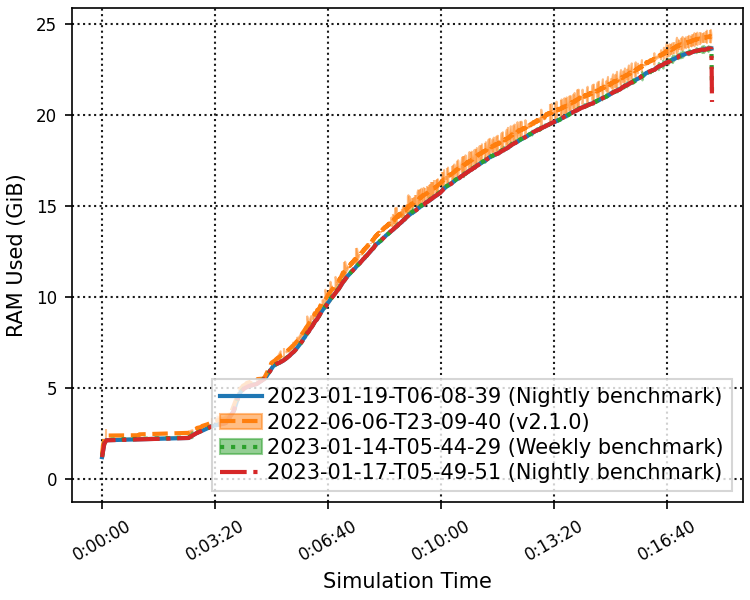 25
20
15
10
5
0
RAM Used (GiB)
2023-01-19-T06-08-39 (Nightly benchmark)
2022-06-06-T23-09-40 (v2.1.0)
2023-01-14-T05-44-29 (Weekly benchmark)
2023-01-17-T05-49-51 (Nightly benchmark)
0:00:00
0:03:20
0:06:40
0:10:00
0:13:20
0:16:40
Simulation Time